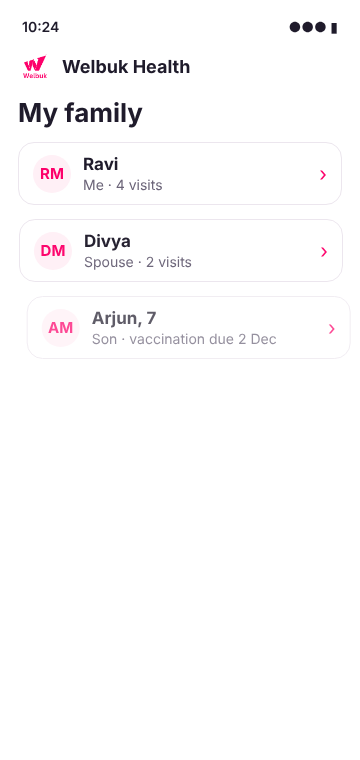 10:24
Welbuk
Welbuk Health
My family
RM
Ravi
Me · 4 visits
DM
Divya
Spouse · 2 visits
AM
Arjun, 7
Son · vaccination due 2 Dec